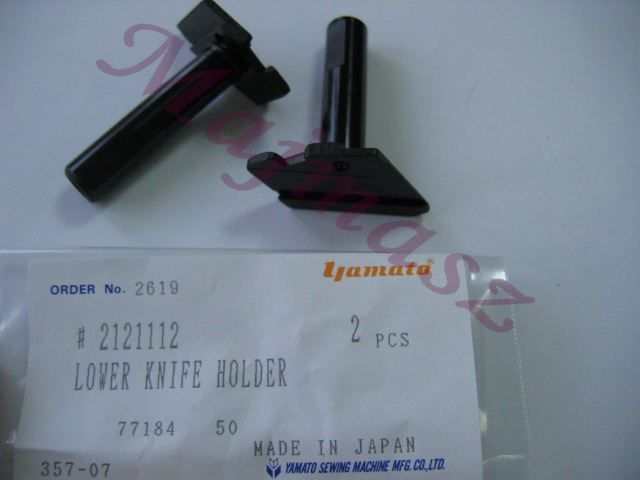 Majmasz
yamato®
ORDER No. 2619
# 2121112 2 PCS
LOWER KNIFE HOLDER
77184 50
MADE IN JAPAN
357-07 YAMATO SEWING MACHINE MFG.CO.,LTD.